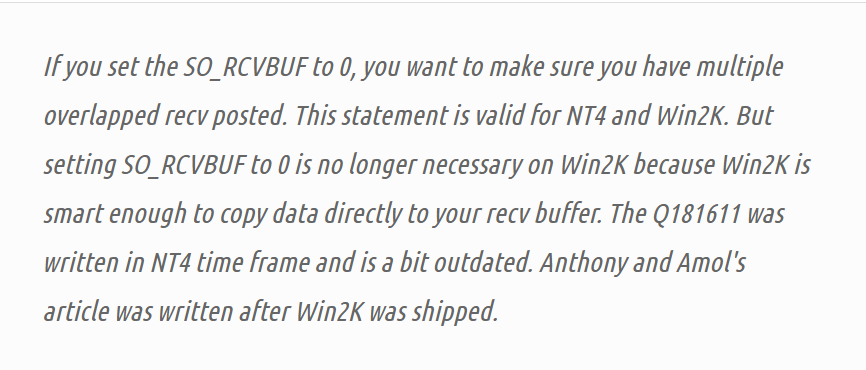 If you set the SO_RCVBUF to 0, you want to make sure you have multiple
overlapped recv posted. This statement is valid for NT4 and Win2K. But
setting SO_RCVBUF to 0 is no longer necessary on Win2K because Win2K is
smart enough to copy data directly to your recv buffer. The Q181611 was
written in NT4 time frame and is a bit outdated. Anthony and Amol's
article was written after Win2K was shipped.